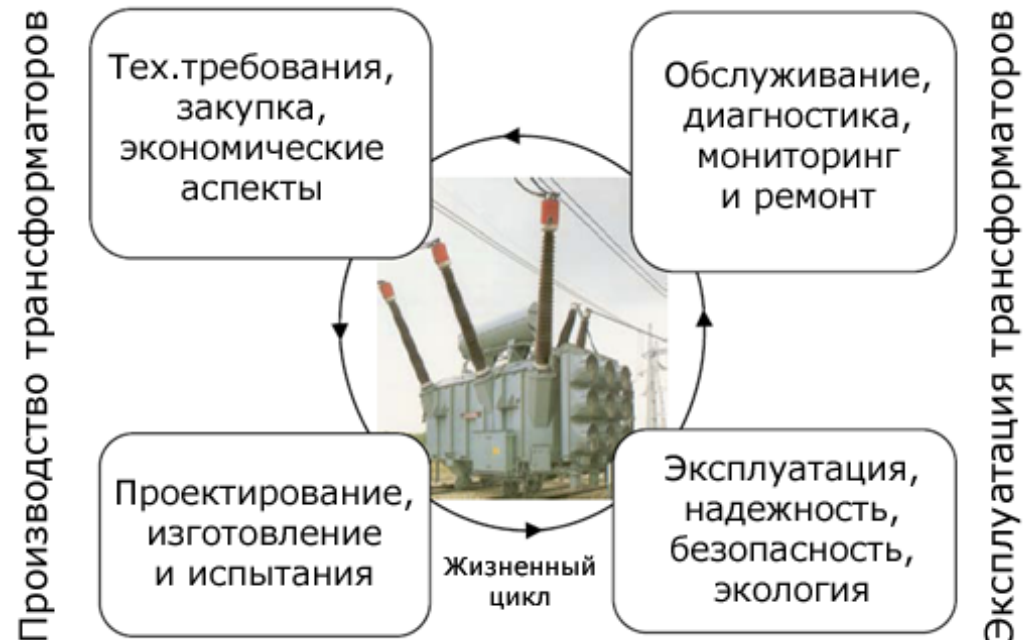 Производство трансформаторов
Тех.требования,
закупка,
экономические
аспекты
Обслуживание,
диагностика,
мониторинг
и ремонт
Проектирование,
изготовление
и испытания
Жизненный
цикл
Эксплуатация,
надежность,
безопасность,
экология
Эксплуатация трансформаторов